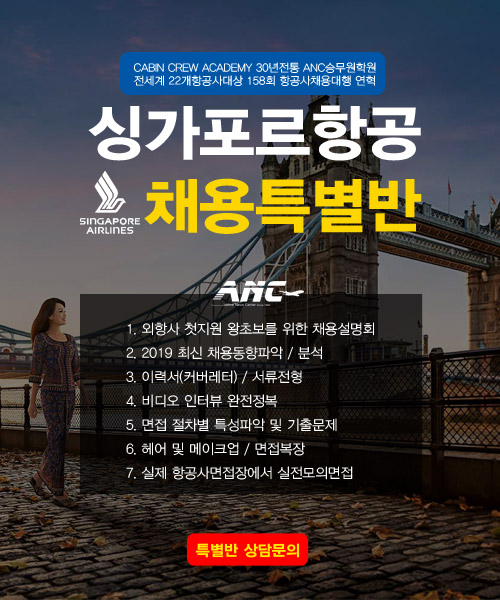 CABIN CREW ACADEMY 30년전통 ANC승무원학원
전세계 22개항공사대상 158회 항공사채용대행 연혁
싱가포르항공
SINGAPORE
AIRLINES
채용특별반
ANC
1. 외항사 첫지원 왕초보를 위한 채용설명회
2. 2019 최신 채용동향파악 / 분석
3. 이력서(커버레터) / 서류전형
4. 비디오 인터뷰 완전정복
5. 면접 절차별 특성파악 및 기출문제
6. 헤어 및 메이크업 / 면접복장
7. 실제 항공사면접장에서 실전모의면접
특별반 상담문의